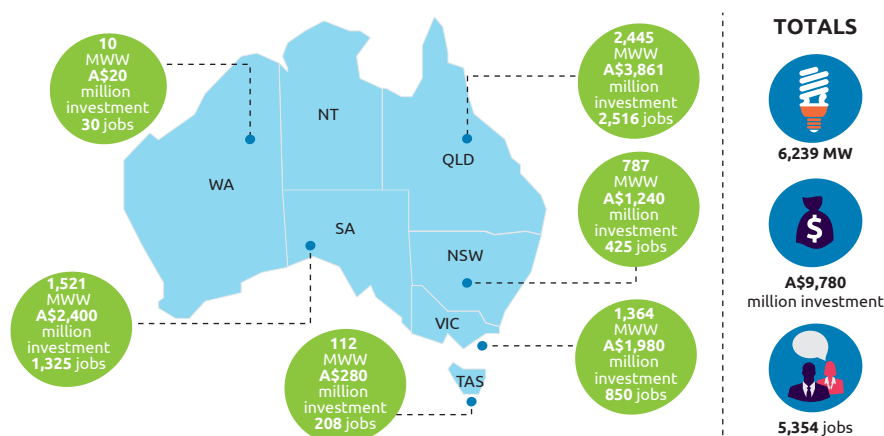 10
MWW
A$20
million
investment
30 jobs
2,445
MWW
A$3,861
million
investment
2,516 jobs
NT
QLD
WA
SA
NSW
VIC
TAS
787
MWW
A$1,240
million
investment
425 jobs
1,521
MWW
A$2,400
million
investment
1,325 jobs
112
MWW
A$280
million
investment
208 jobs
1,364
MWW
A$1,980
million
investment
850 jobs
TOTALS
6,239 MW
$
A$9,780
million investment
5,354 jobs